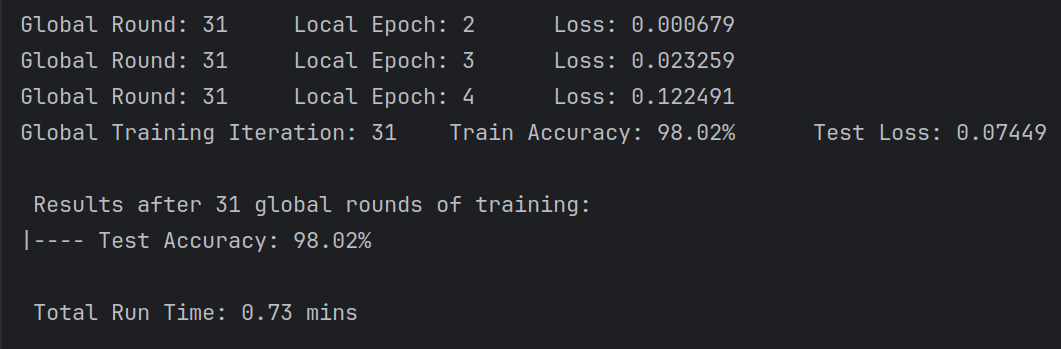 Global Round: 31 Local Epoch: 2 Loss: 0.000679
Global Round: 31 Local Epoch: 3 Loss: 0.023259
Global Round: 31 Local Epoch: 4 Loss: 0.122491
Global Training Iteration: 31 Train Accuracy: 98.02% Test Loss: 0.07449
Results after 31 global rounds of training:
|---- Test Accuracy: 98.02%
Total Run Time: 0.73 mins